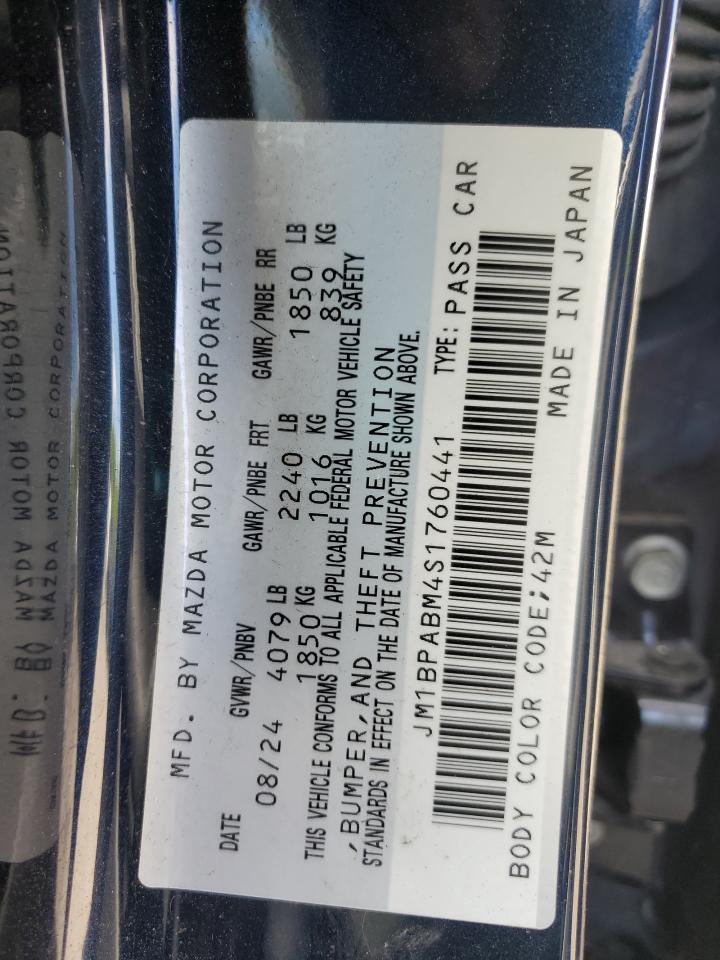 MFD. BY MAZDA MOTOR CORPORATION
DATE GVWR/PNBV GAWR/PNBE FRT GAWR/PNBE RR
08/24 4079 LB 2240 LB 1850 LB
1850 KG 1016 KG 839 KG
THIS VEHICLE CONFORMS TO ALL APPLICABLE FEDERAL MOTOR VEHICLE SAFETY
,BUMPER,AND THEFT PREVENTION
STANDARDS IN EFFECT ON THE DATE OF MANUFACTURE SHOWN ABOVE.
JM1BPABM4S1760441 TYPE: PASS CAR
BODY COLOR CODE:42M MADE IN JAPAN